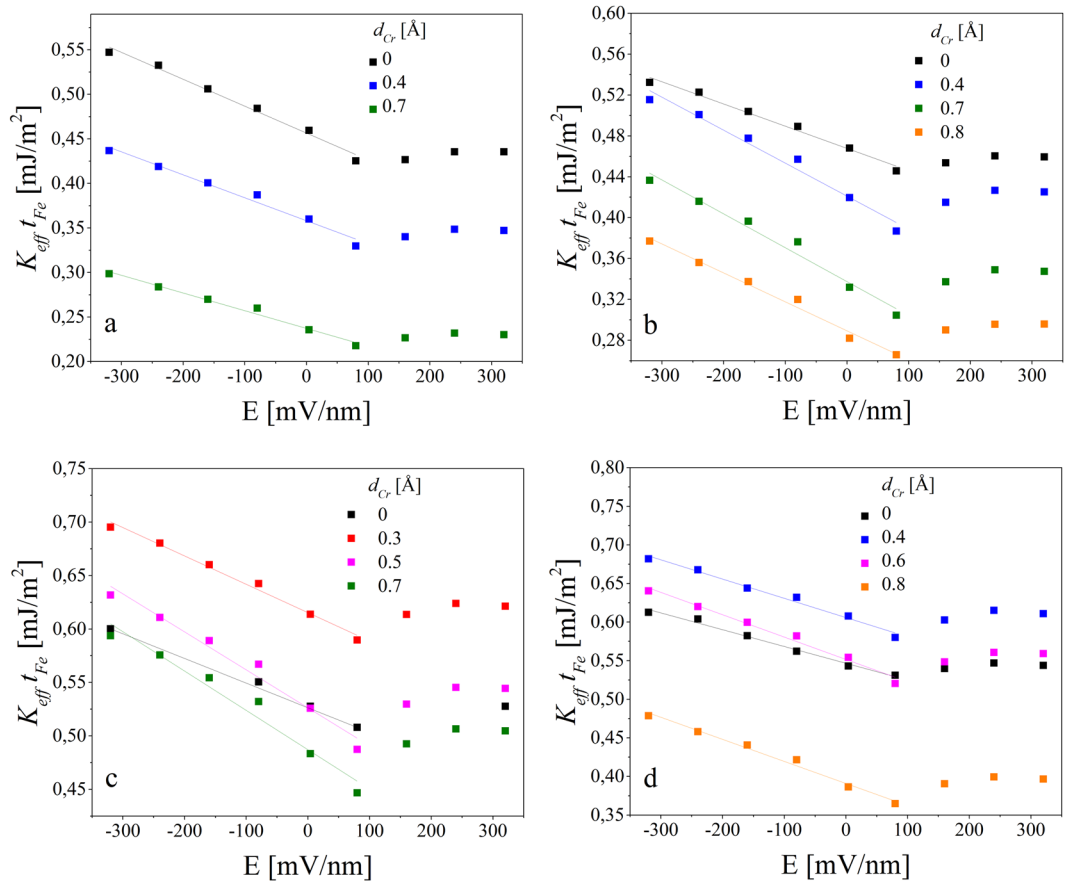 d_Cr [Å]
0
0.4
0.7
0,55
0,50
0,45
0,40
0,35
0,30
0,25
0,20
K_eff t_Fe [mJ/m²]
a
-300 -200 -100 0 100 200 300
E [mV/nm]
d_Cr [Å]
0
0.4
0.7
0.8
0,60
0,56
0,52
0,48
0,44
0,40
0,36
0,32
0,28
K_eff t_Fe [mJ/m²]
b
-300 -200 -100 0 100 200 300
E [mV/nm]
d_Cr [Å]
0
0.3
0.5
0.7
0,75
0,70
0,65
0,60
0,55
0,50
0,45
K_eff t_Fe [mJ/m²]
c
-300 -200 -100 0 100 200 300
E [mV/nm]
d_Cr [Å]
0
0.4
0.6
0.8
0,80
0,75
0,70
0,65
0,60
0,55
0,50
0,45
0,40
0,35
K_eff t_Fe [mJ/m²]
d
-300 -200 -100 0 100 200 300
E [mV/nm]